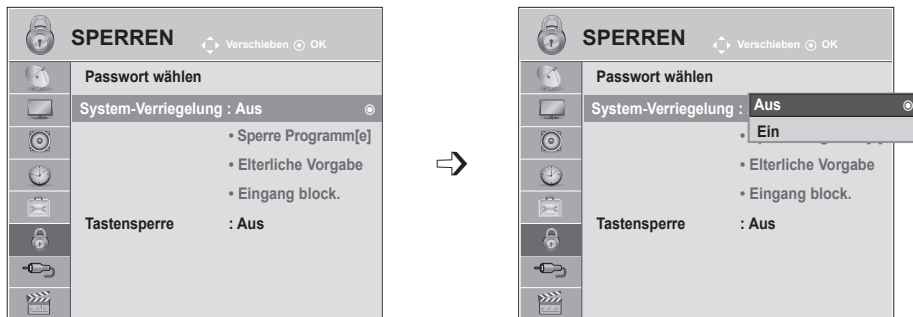 SPERREN Verschieben OK
Passwort wählen
System-Verriegelung : Aus
• Sperre Programm[e]
• Elterliche Vorgabe
• Eingang block.
Tastensperre : Aus
SPERREN Verschieben OK
Passwort wählen
System-Verriegelung :
Aus
Ein
• Elterliche Vorgabe
• Eingang block.
Tastensperre : Aus